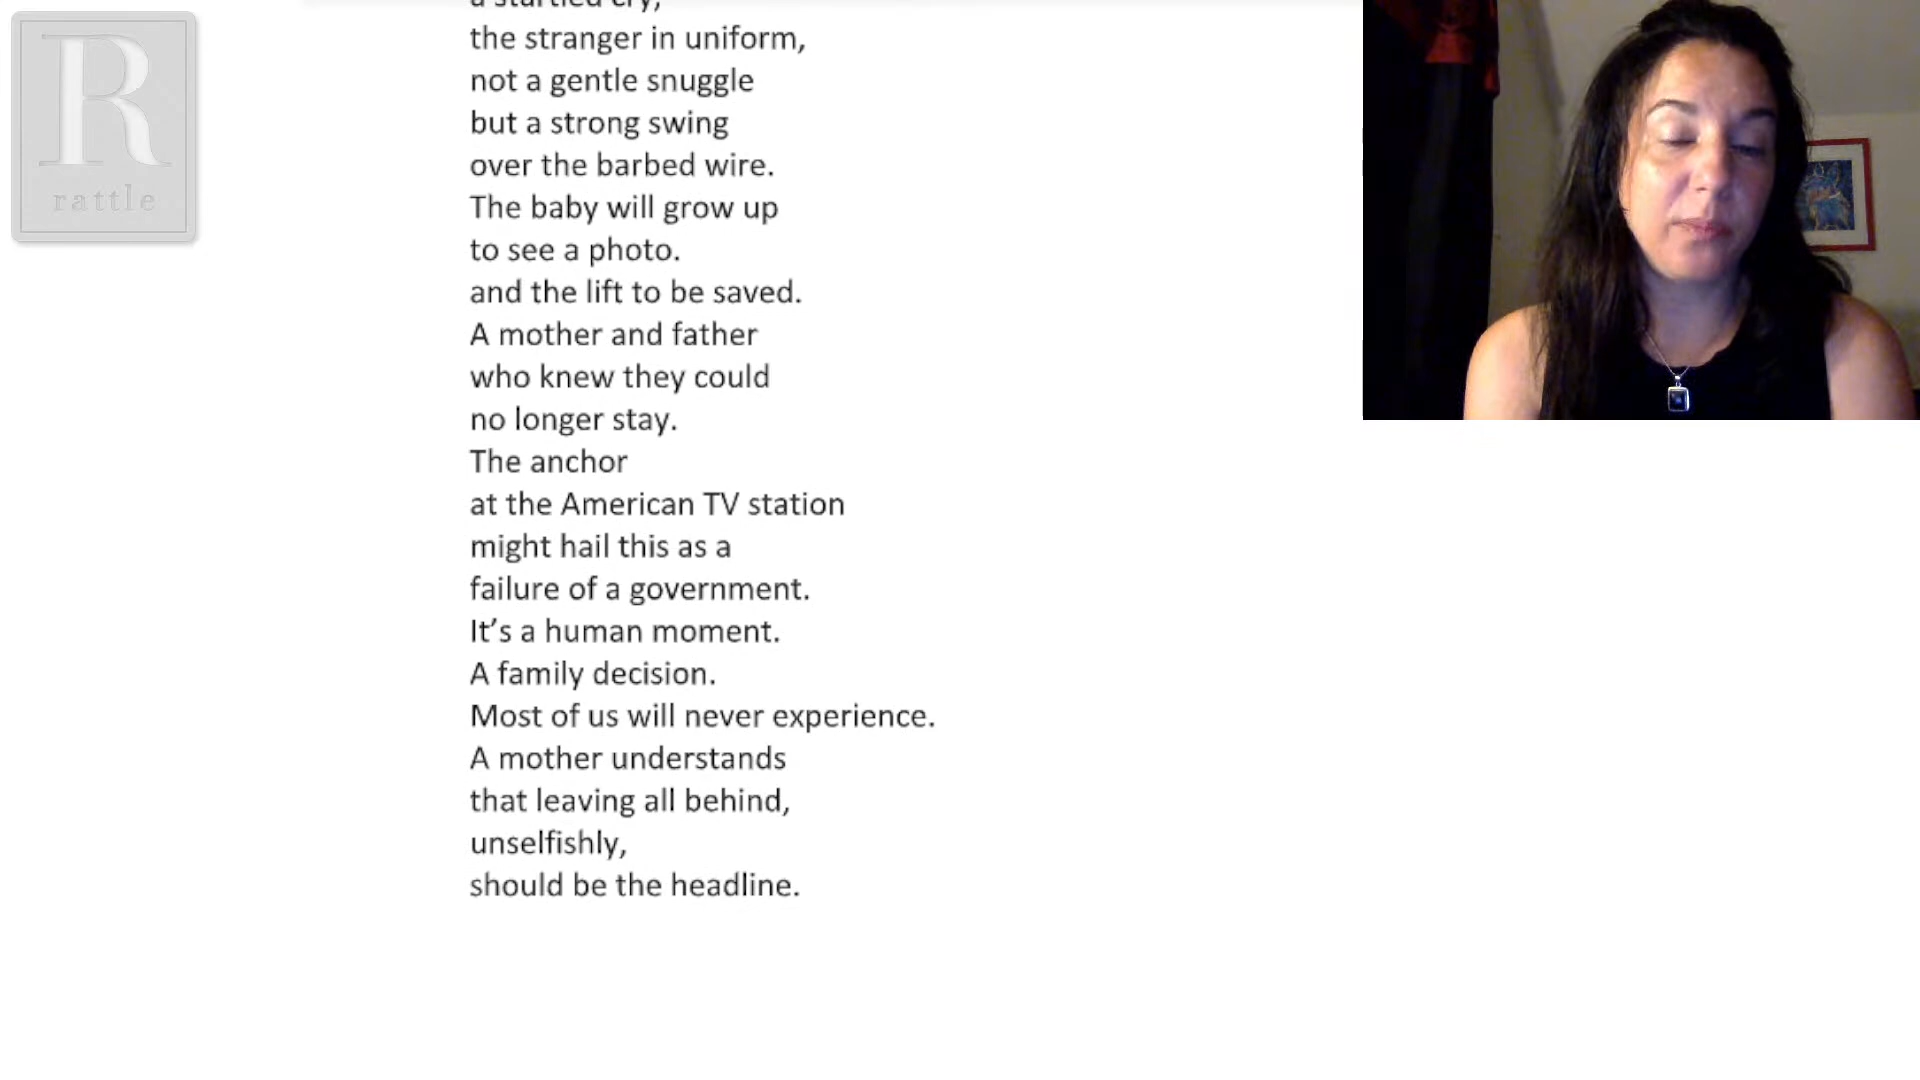 a startled cry,
the stranger in uniform,
not a gentle snuggle
but a strong swing
over the barbed wire.
The baby will grow up
to see a photo.
and the lift to be saved.
A mother and father
who knew they could
no longer stay.
The anchor
at the American TV station
might hail this as a
failure of a government.
It’s a human moment.
A family decision.
Most of us will never experience.
A mother understands
that leaving all behind,
unselfishly,
should be the headline.
R
rattle